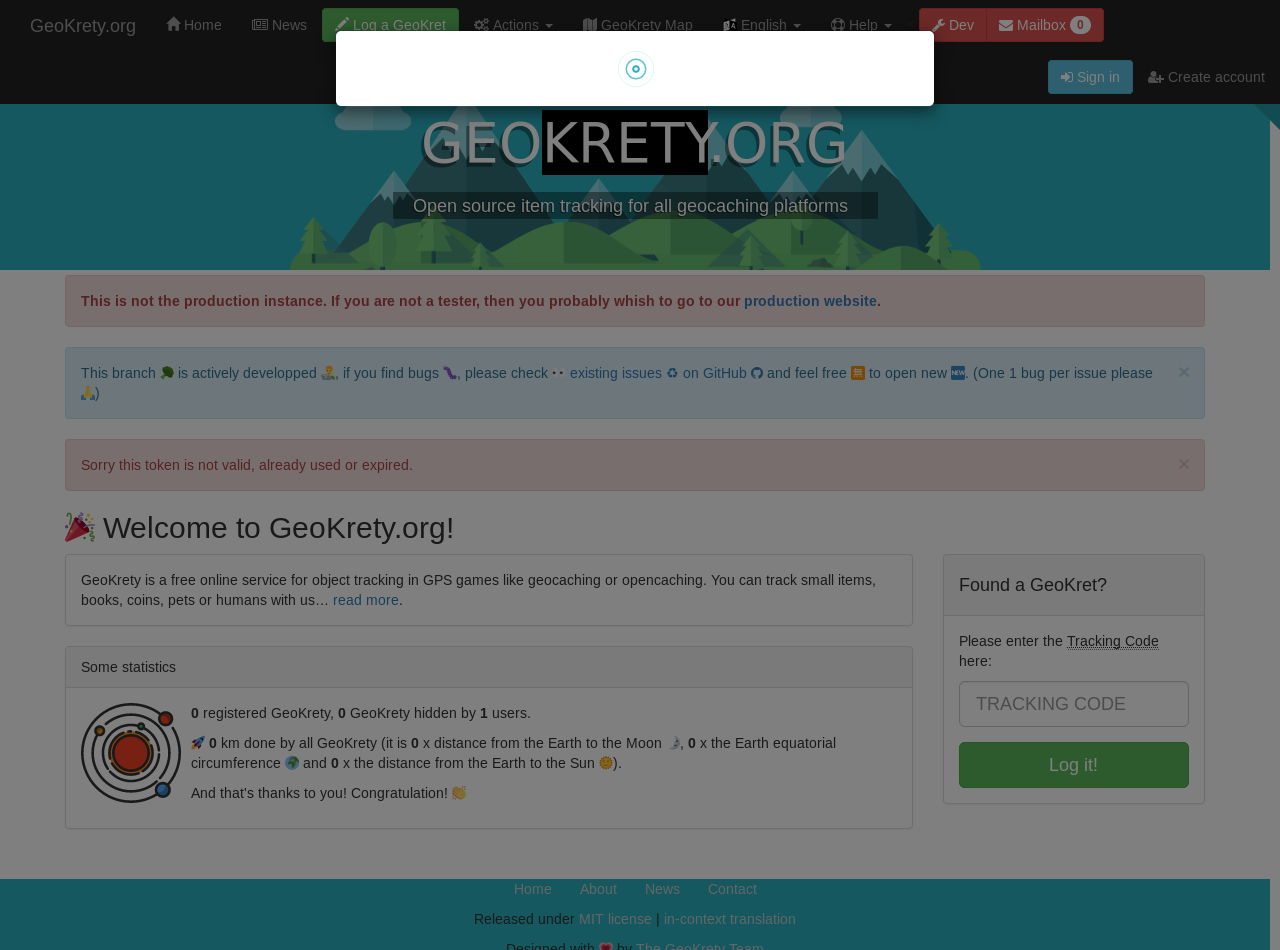 GeoKrety.org Home News Log a GeoKret Actions GeoKrety Map English Help Dev Mailbox 0
Sign in Create account
GEOKRETY.ORG
Open source item tracking for all geocaching platforms
This is not the production instance. If you are not a tester, then you probably whish to go to our production website.
This branch 🌳 is actively developped 👨‍💻, if you find bugs 🐛, please check 👀 existing issues ♻ on GitHub and feel free 🈚 to open new 🆕. (One 1 bug per issue please
🙏)
×
Sorry this token is not valid, already used or expired.
×
🎉 Welcome to GeoKrety.org!
GeoKrety is a free online service for object tracking in GPS games like geocaching or opencaching. You can track small items,
books, coins, pets or humans with us… read more.
Some statistics
0 registered GeoKrety, 0 GeoKrety hidden by 1 users.
🚀 0 km done by all GeoKrety (it is 0 x distance from the Earth to the Moon 🌛, 0 x the Earth equatorial
circumference 🌍 and 0 x the distance from the Earth to the Sun 🌞).
And that's thanks to you! Congratulation! 👏
Found a GeoKret?
Please enter the Tracking Code
here:
TRACKING CODE
Log it!
Home About News Contact
Released under MIT license | in-context translation
Designed with 💗 by The GeoKrety Team